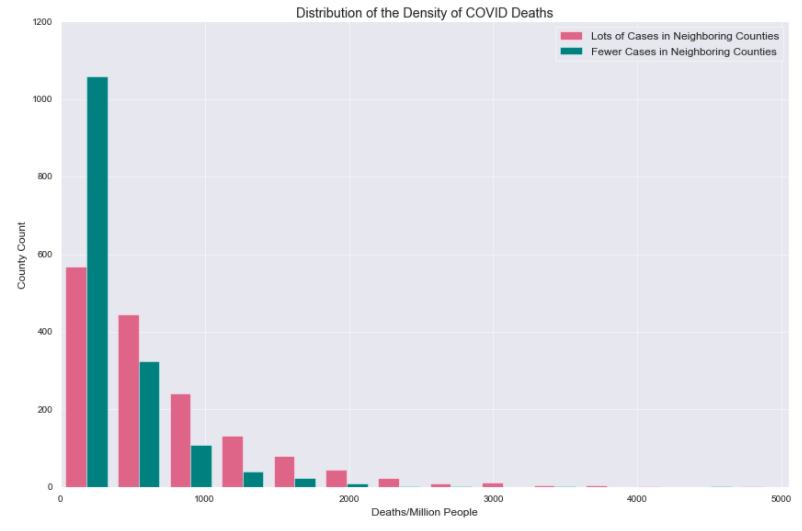 Distribution of the Density of COVID Deaths
Lots of Cases in Neighboring Counties
Fewer Cases in Neighboring Counties
1200
1000
800
600
400
200
0
County Count
0 1000 2000 3000 4000 5000
Deaths/Million People